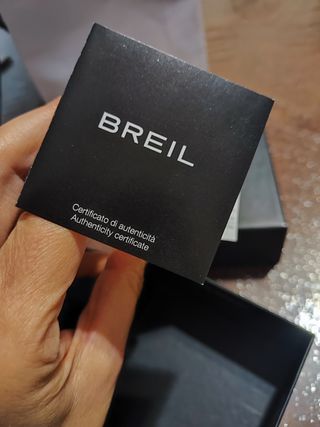 BREIL
Certificato di autenticità
Authenticity certificate